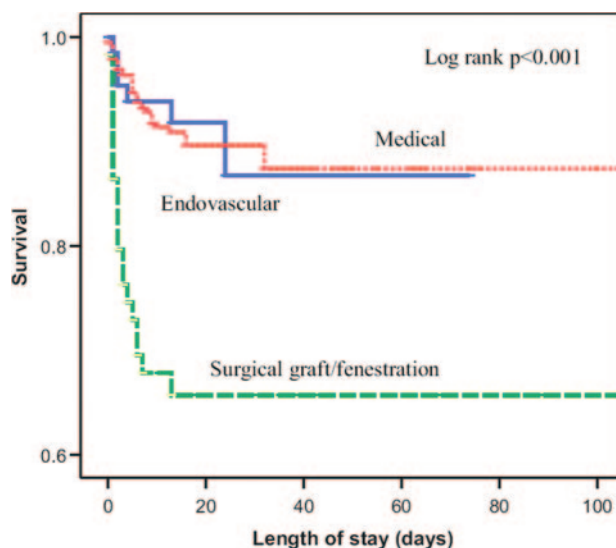 1.0
Log rank p<0.001
Medical
Endovascular
0.8
Survival
Surgical graft/fenestration
0.6
0 20 40 60 80 100
Length of stay (days)